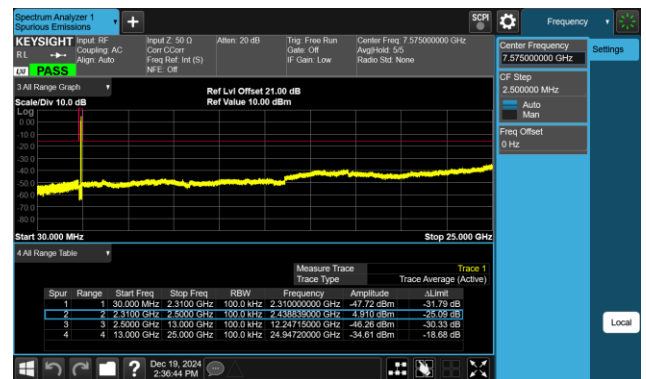 Spectrum Analyzer 1
Spurious Emissions
SCPI
Frequency
KEYSIGHT
RL
LXI
PASS
Input: RF
Coupling: AC
Align: Auto
Input Z: 50 Ω
Corr CCorr
Freq Ref: Int (S)
NFE: Off
Atten: 20 dB
Trig: Free Run
Gate: Off
IF Gain: Low
Center Freq: 7.575000000 GHz
Avg|Hold: 5/5
Radio Std: None
Center Frequency
7.575000000 GHz
Settings
CF Step
2.500000 MHz
Auto
Man
Freq Offset
0 Hz
3 All Range Graph
Scale/Div 10.0 dB
Ref Lvl Offset 21.00 dB
Ref Value 10.00 dBm
Log
0.00
-10.0
-20.0
-30.0
-40.0
-50.0
-60.0
-70.0
-80.0
Start 30.000 MHz
Stop 25.000 GHz
4 All Range Table
Measure Trace Trace 1
Trace Type Trace Average (Active)
Spur Range Start Freq Stop Freq RBW Frequency Amplitude ΔLimit
1 1 30.000 MHz 2.3100 GHz 100.0 kHz 2.310000000 GHz -47.72 dBm -31.79 dB
2 2 2.3100 GHz 2.5000 GHz 100.0 kHz 2.438839000 GHz 4.910 dBm -25.09 dB
3 3 2.5000 GHz 13.000 GHz 100.0 kHz 12.24715000 GHz -46.26 dBm -30.33 dB
4 4 13.000 GHz 25.000 GHz 100.0 kHz 24.94720000 GHz -34.61 dBm -18.68 dB
Local
Dec 19, 2024
2:36:44 PM